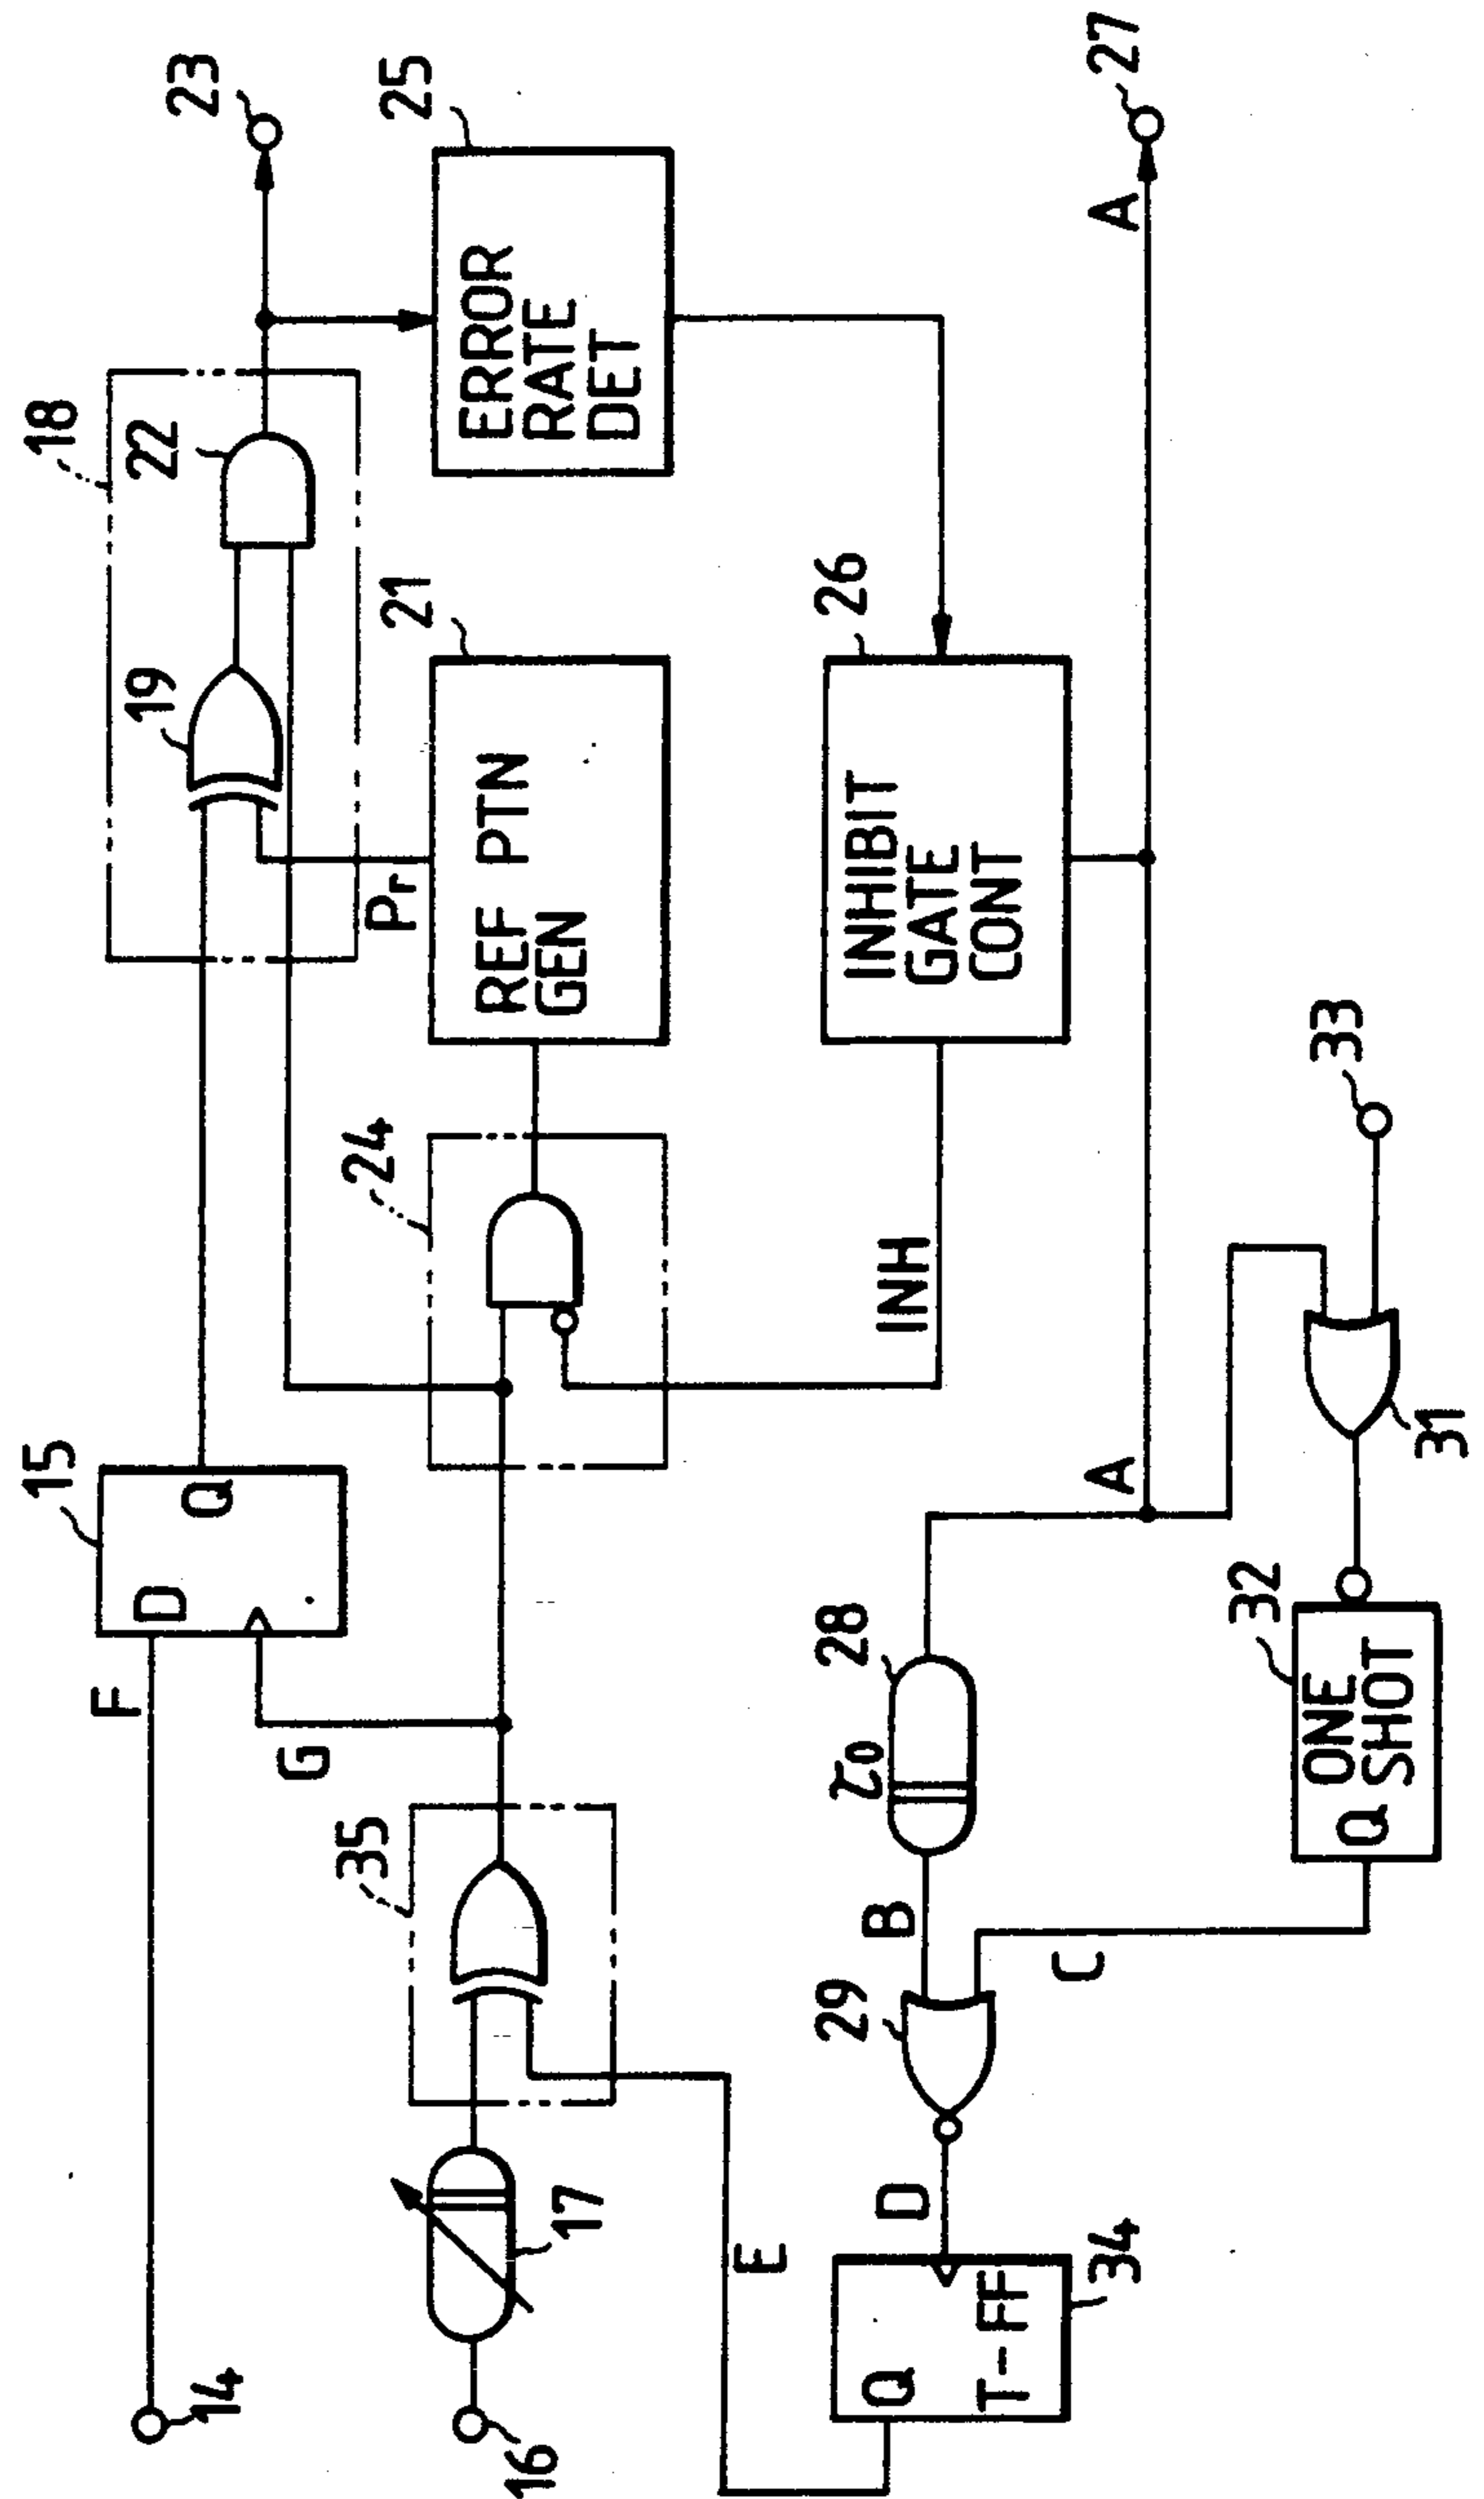 18
23
22
19
15
F
D
Q
14
G
Pr
21
25
REF PTN
GEN
ERROR
RATE
DET
24
35
17
16
E
INH
26
INHIBIT
GATE
CONT
28
τ0
B
29
D
Q
T-FF
34
C
A
A
27
33
31
32
ONE
SHOT
Q